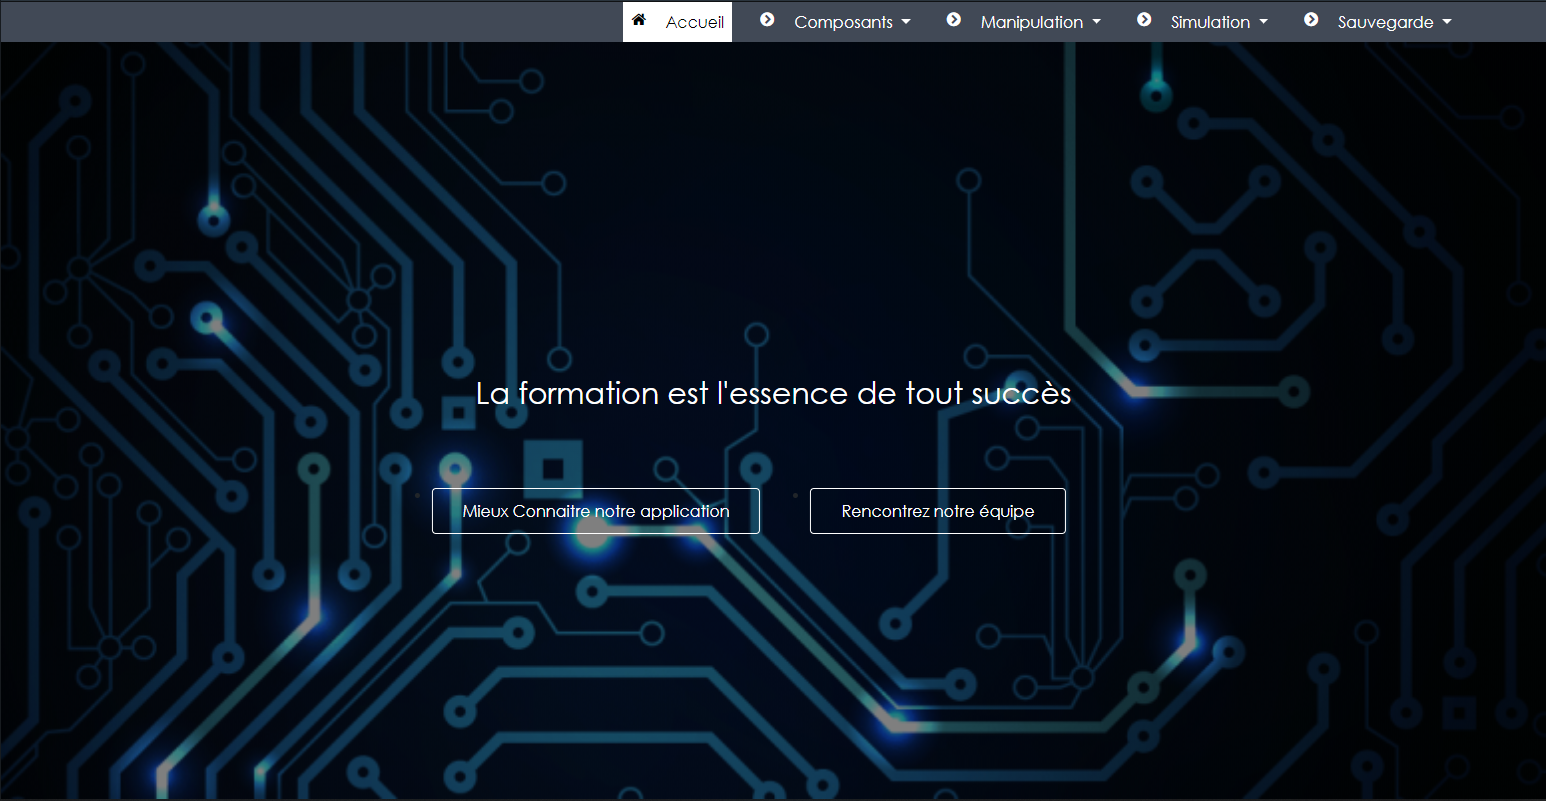 Accueil Composants Manipulation Simulation Sauvegarde
La formation est l'essence de tout succès
Mieux Connaitre notre application Rencontrez notre équipe